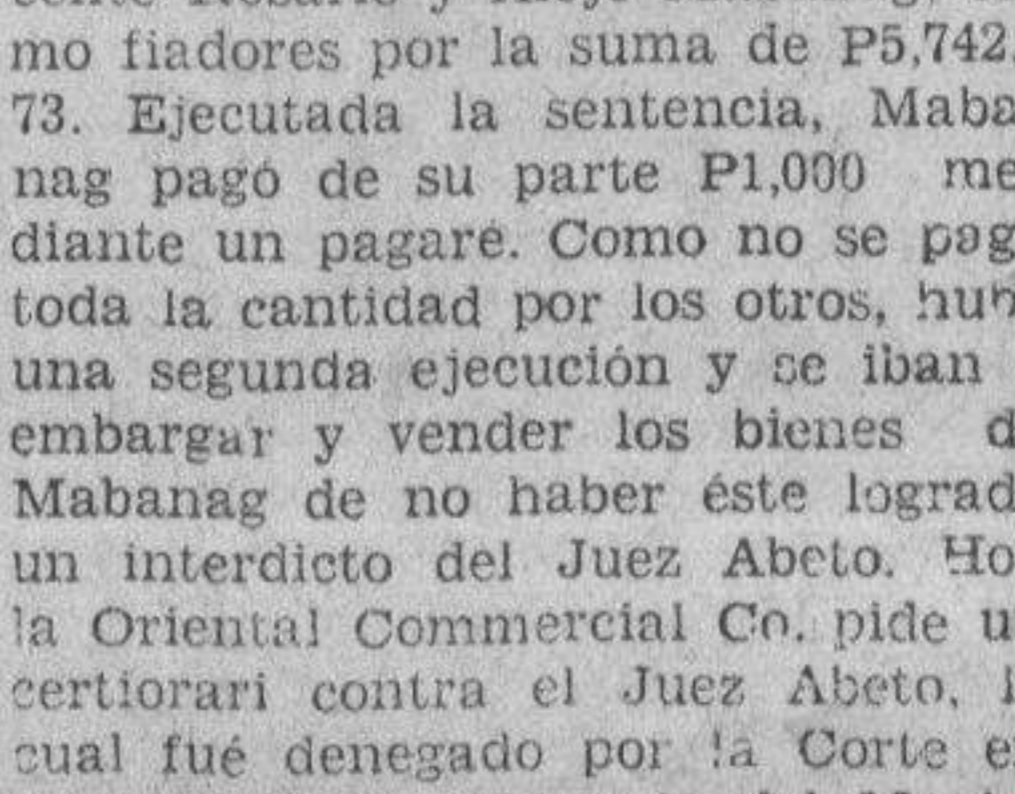 mo fiadores por la suma de P5,742.
73. Ejecutada la sentencia, Maba
nag pagó de su parte P1,000 me
diante un pagaré. Como no se pag
toda la cantidad por los otros, hub
una segunda ejecución y se iban
embargar y vender los bienes d
Mabanag de no haber éste lograd
un interdicto del Juez Abeto. Ho
la Oriental Commercial Co. pide u
certiorari contra el Juez Abeto, l
cual fué denegado por la Corte e